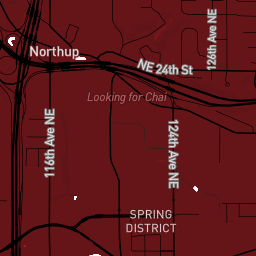 126th Ave NE
Northup
NE 24th St
Looking for Chai
116th Ave NE
124th Ave NE
SPRING
DISTRICT